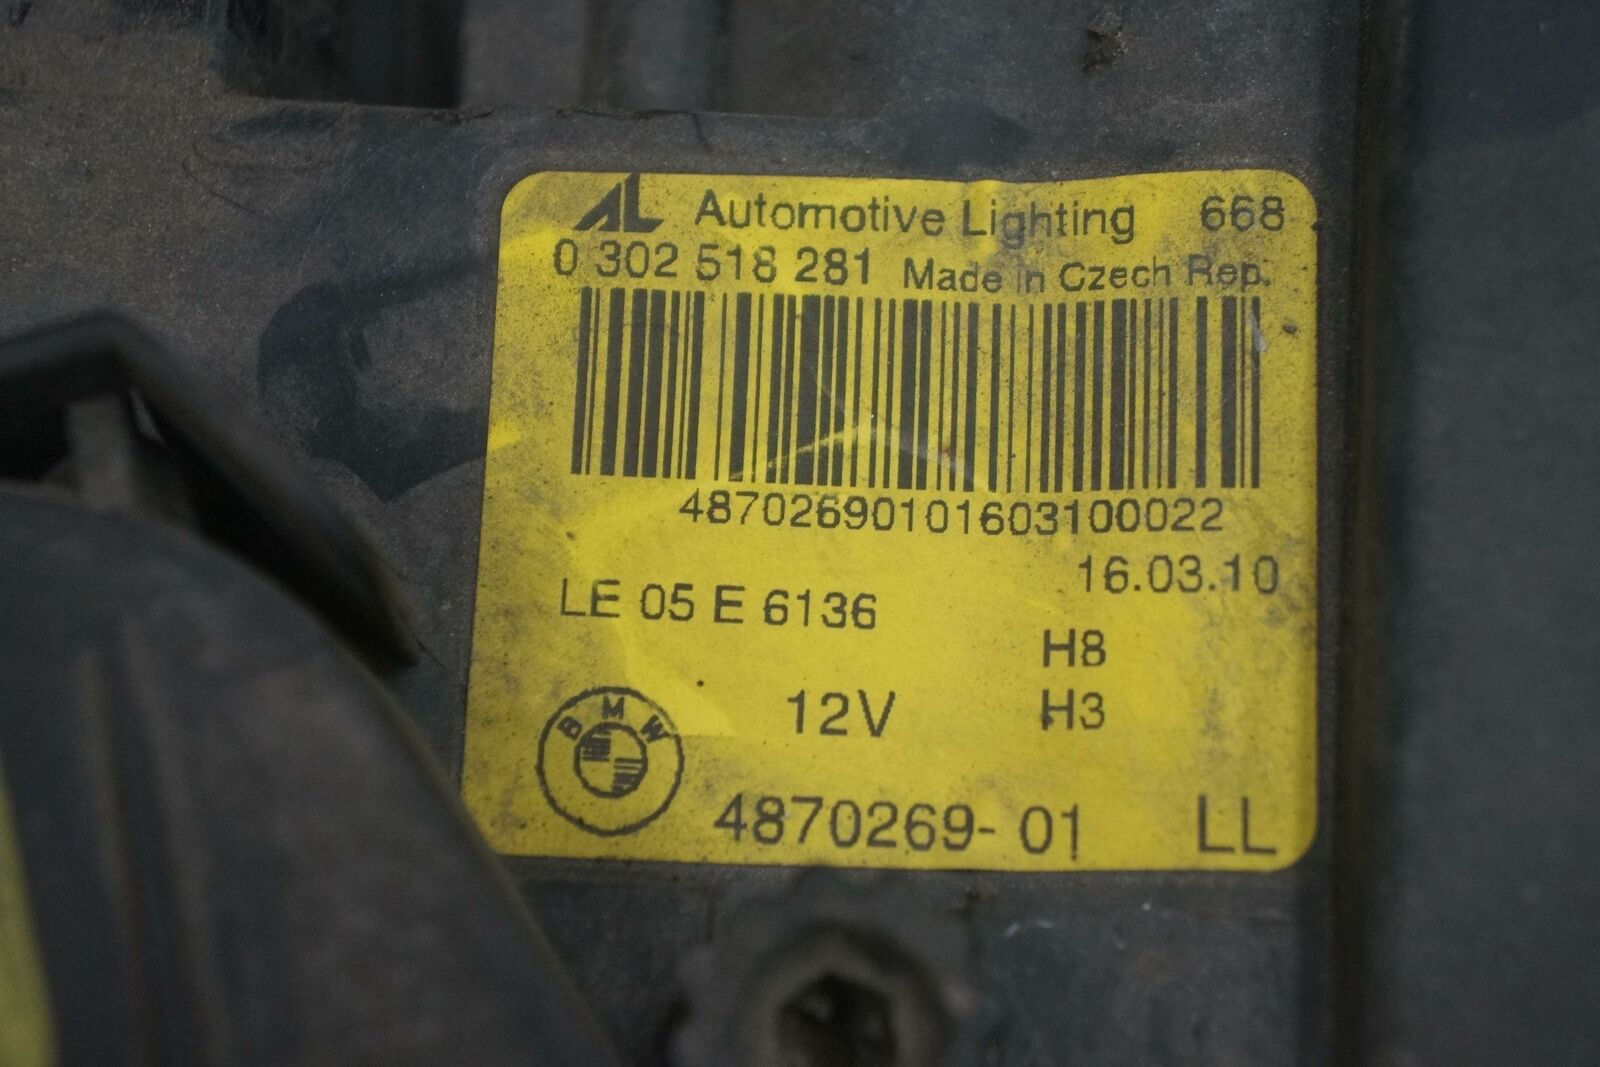 AL Automotive Lighting 668
0 302 518 281 Made in Czech Rep.
48702690101603100022
16.03.10
LE 05 E 6136
H8
12V H3
BMW
4870269-01 LL